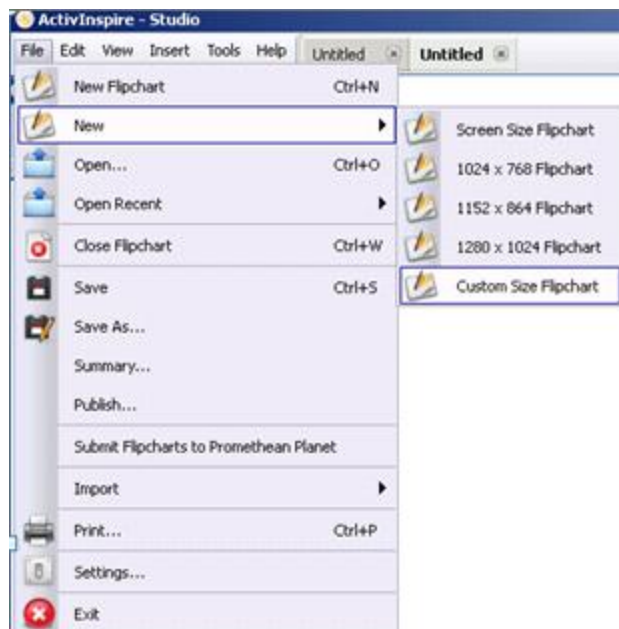 ActivInspire - Studio
File Edit View Insert Tools Help Untitled Untitled
New Flipchart Ctrl+N
New
Open... Ctrl+O
Open Recent
Close Flipchart Ctrl+W
Save Ctrl+S
Save As...
Summary...
Publish...
Submit Flipcharts to Promethean Planet
Import
Print... Ctrl+P
Settings...
Exit
Screen Size Flipchart
1024 x 768 Flipchart
1152 x 864 Flipchart
1280 x 1024 Flipchart
Custom Size Flipchart